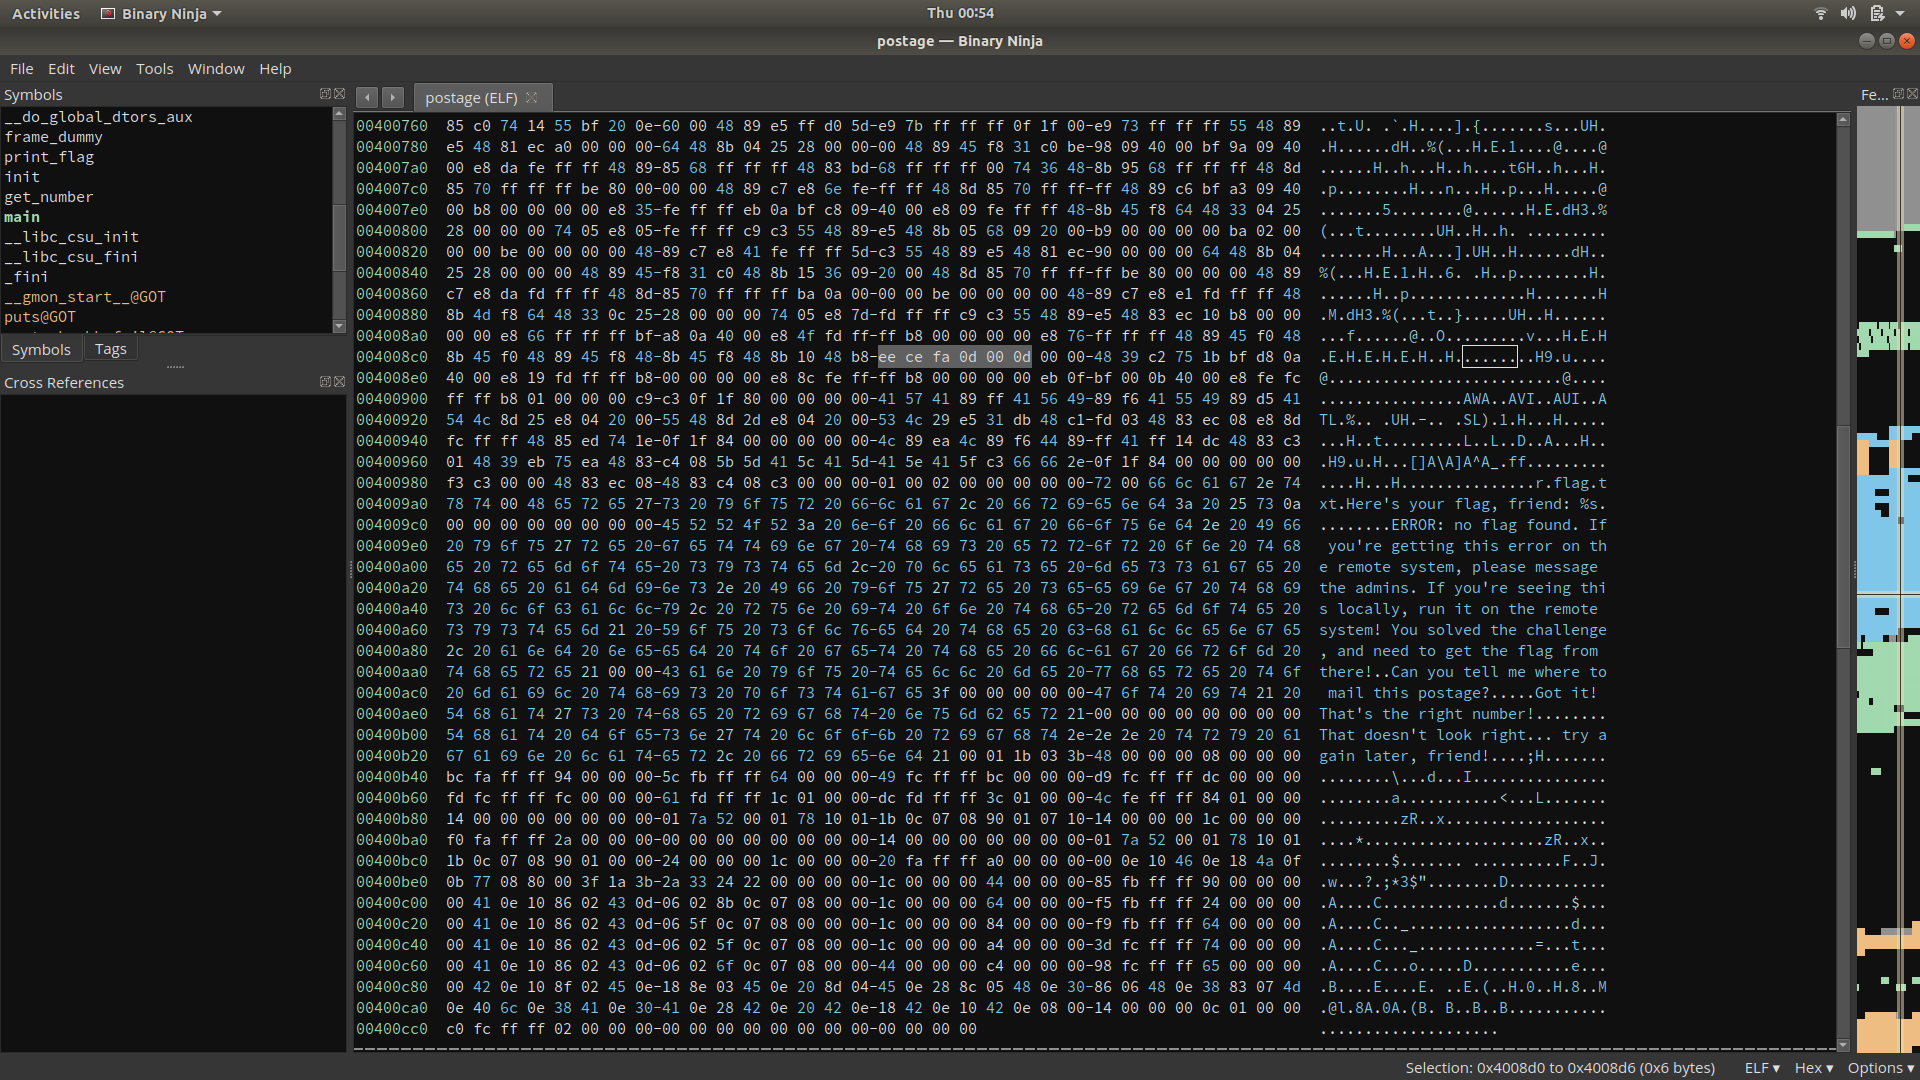 Activities Binary Ninja Thu 00:54
postage — Binary Ninja
File Edit View Tools Window Help
Symbols
__do_global_dtors_aux
frame_dummy
print_flag
init
get_number
main
__libc_csu_init
__libc_csu_fini
_fini
__gmon_start__@GOT
puts@GOT
Symbols Tags
Cross References
postage (ELF)
Fe...
00400760 85 c0 74 14 55 bf 20 0e-60 00 48 89 e5 ff d0 5d-e9 7b ff ff ff 0f 1f 00-e9 73 ff ff ff 55 48 89 ..t.U. .`.H....].{.......s...UH.
00400780 e5 48 81 ec a0 00 00 00-64 48 8b 04 25 28 00 00-00 48 89 45 f8 31 c0 be-98 09 40 00 bf 9a 09 40 .H......dH..%(...H.E.1....@....@
004007a0 00 e8 da fe ff ff 48 89-85 68 ff ff ff 48 83 bd-68 ff ff ff 00 74 36 48-8b 95 68 ff ff ff 48 8d ......H..h...H..h....t6H..h...H.
004007c0 85 70 ff ff ff be 80 00-00 00 48 89 c7 e8 6e fe-ff ff 48 8d 85 70 ff ff-ff 48 89 c6 bf a3 09 40 .p........H...n...H..p...H.....@
004007e0 00 b8 00 00 00 00 e8 35-fe ff ff eb 0a bf c8 09-40 00 e8 09 fe ff ff 48-8b 45 f8 64 48 33 04 25 .......5........@......H.E.dH3.%
00400800 28 00 00 00 74 05 e8 05-fe ff ff c9 c3 55 48 89-e5 48 8b 05 68 09 20 00-b9 00 00 00 00 ba 02 00 (...t........UH..H..h. .........
00400820 00 00 be 00 00 00 00 48-89 c7 e8 41 fe ff ff 5d-c3 55 48 89 e5 48 81 ec-90 00 00 00 64 48 8b 04 .......H...A...].UH..H......dH..
00400840 25 28 00 00 00 48 89 45-f8 31 c0 48 8b 15 36 09-20 00 48 8d 85 70 ff ff-ff be 80 00 00 00 48 89 %(...H.E.1.H..6. .H..p........H.
00400860 c7 e8 da fd ff ff 48 8d-85 70 ff ff ff ba 0a 00-00 00 be 00 00 00 00 48-89 c7 e8 e1 fd ff ff 48 ......H..p.............H.......H
00400880 8b 4d f8 64 48 33 0c 25-28 00 00 00 74 05 e8 7d-fd ff ff c9 c3 55 48 89-e5 48 83 ec 10 b8 00 00 .M.dH3.%(...t..}.....UH..H......
004008a0 00 00 e8 66 ff ff ff bf-a8 0a 40 00 e8 4f fd ff-ff b8 00 00 00 00 e8 76-ff ff ff 48 89 45 f0 48 ...f......@..O.........v...H.E.H
004008c0 8b 45 f0 48 89 45 f8 48-8b 45 f8 48 8b 10 48 b8-ee ce fa 0d 00 0d 00 00-48 39 c2 75 1b bf d8 0a .E.H.E.H.E.H..H.........H9.u....
004008e0 40 00 e8 19 fd ff ff b8-00 00 00 00 e8 8c fe ff-ff b8 00 00 00 00 eb 0f-bf 00 0b 40 00 e8 fe fc @..........................@....
00400900 ff ff b8 01 00 00 00 c9-c3 0f 1f 80 00 00 00 00-41 57 41 89 ff 41 56 49-89 f6 41 55 49 89 d5 41 ................AWA..AVI..AUI..A
00400920 54 4c 8d 25 e8 04 20 00-55 48 8d 2d e8 04 20 00-53 4c 29 e5 31 db 48 c1-fd 03 48 83 ec 08 e8 8d TL.%.. .UH.-.. .SL).1.H...H.....
00400940 fc ff ff 48 85 ed 74 1e-0f 1f 84 00 00 00 00 00-4c 89 ea 4c 89 f6 44 89-ff 41 ff 14 dc 48 83 c3 ...H..t.........L..L..D..A...H..
00400960 01 48 39 eb 75 ea 48 83-c4 08 5b 5d 41 5c 41 5d-41 5e 41 5f c3 66 66 2e-0f 1f 84 00 00 00 00 00 .H9.u.H...[]A\A]A^A_.ff.........
00400980 f3 c3 00 00 48 83 ec 08-48 83 c4 08 c3 00 00 00-01 00 02 00 00 00 00 00-72 00 66 6c 61 67 2e 74 ....H...H...............r.flag.t
004009a0 78 74 00 48 65 72 65 27-73 20 79 6f 75 72 20 66-6c 61 67 2c 20 66 72 69-65 6e 64 3a 20 25 73 0a xt.Here's your flag, friend: %s.
004009c0 00 00 00 00 00 00 00 00-45 52 52 4f 52 3a 20 6e-6f 20 66 6c 61 67 20 66-6f 75 6e 64 2e 20 49 66 ........ERROR: no flag found. If
004009e0 20 79 6f 75 27 72 65 20-67 65 74 74 69 6e 67 20-74 68 69 73 20 65 72 72-6f 72 20 6f 6e 20 74 68  you're getting this error on th
00400a00 65 20 72 65 6d 6f 74 65-20 73 79 73 74 65 6d 2c-20 70 6c 65 61 73 65 20-6d 65 73 73 61 67 65 20 e remote system, please message
00400a20 74 68 65 20 61 64 6d 69-6e 73 2e 20 49 66 20 79-6f 75 27 72 65 20 73 65-65 69 6e 67 20 74 68 69 the admins. If you're seeing thi
00400a40 73 20 6c 6f 63 61 6c 6c-79 2c 20 72 75 6e 20 69-74 20 6f 6e 20 74 68 65-20 72 65 6d 6f 74 65 20 s locally, run it on the remote
00400a60 73 79 73 74 65 6d 21 20-59 6f 75 20 73 6f 6c 76-65 64 20 74 68 65 20 63-68 61 6c 6c 65 6e 67 65 system! You solved the challenge
00400a80 2c 20 61 6e 64 20 6e 65-65 64 20 74 6f 20 67 65-74 20 74 68 65 20 66 6c-61 67 20 66 72 6f 6d 20 , and need to get the flag from
00400aa0 74 68 65 72 65 21 00 00-43 61 6e 20 79 6f 75 20-74 65 6c 6c 20 6d 65 20-77 68 65 72 65 20 74 6f there!..Can you tell me where to
00400ac0 20 6d 61 69 6c 20 74 68-69 73 20 70 6f 73 74 61-67 65 3f 00 00 00 00 00-47 6f 74 20 69 74 21 20  mail this postage?.....Got it!
00400ae0 54 68 61 74 27 73 20 74-68 65 20 72 69 67 68 74-20 6e 75 6d 62 65 72 21-00 00 00 00 00 00 00 00 That's the right number!........
00400b00 54 68 61 74 20 64 6f 65-73 6e 27 74 20 6c 6f 6f-6b 20 72 69 67 68 74 2e-2e 2e 20 74 72 79 20 61 That doesn't look right... try a
00400b20 67 61 69 6e 20 6c 61 74-65 72 2c 20 66 72 69 65-6e 64 21 00 01 1b 03 3b-48 00 00 00 08 00 00 00 gain later, friend!....;H.......
00400b40 bc fa ff ff 94 00 00 00-5c fb ff ff 64 00 00 00-49 fc ff ff bc 00 00 00-d9 fc ff ff dc 00 00 00 ........\...d...I...............
00400b60 fd fc ff ff fc 00 00 00-61 fd ff ff 1c 01 00 00-dc fd ff ff 3c 01 00 00-4c fe ff ff 84 01 00 00 ........a...........<...L.......
00400b80 14 00 00 00 00 00 00 00-01 7a 52 00 01 78 10 01-1b 0c 07 08 90 01 07 10-14 00 00 00 1c 00 00 00 .........zR..x..................
00400ba0 f0 fa ff ff 2a 00 00 00-00 00 00 00 00 00 00 00-14 00 00 00 00 00 00 00-01 7a 52 00 01 78 10 01 ....*....................zR..x..
00400bc0 1b 0c 07 08 90 01 00 00-24 00 00 00 1c 00 00 00-20 fa ff ff a0 00 00 00-00 0e 10 46 0e 18 4a 0f ........$....... ..........F..J.
00400be0 0b 77 08 80 00 3f 1a 3b-2a 33 24 22 00 00 00 00-1c 00 00 00 44 00 00 00-85 fb ff ff 90 00 00 00 .w...?.;*3$"........D...........
00400c00 00 41 0e 10 86 02 43 0d-06 02 8b 0c 07 08 00 00-1c 00 00 00 64 00 00 00-f5 fb ff ff 24 00 00 00 .A....C.............d.......$...
00400c20 00 41 0e 10 86 02 43 0d-06 5f 0c 07 08 00 00 00-1c 00 00 00 84 00 00 00-f9 fb ff ff 64 00 00 00 .A....C.._..................d...
00400c40 00 41 0e 10 86 02 43 0d-06 02 5f 0c 07 08 00 00-1c 00 00 00 a4 00 00 00-3d fc ff ff 74 00 00 00 .A....C..._.............=...t...
00400c60 00 41 0e 10 86 02 43 0d-06 02 6f 0c 07 08 00 00-44 00 00 00 c4 00 00 00-98 fc ff ff 65 00 00 00 .A....C...o.....D...........e...
00400c80 00 42 0e 10 8f 02 45 0e-18 8e 03 45 0e 20 8d 04-45 0e 28 8c 05 48 0e 30-86 06 48 0e 38 83 07 4d .B....E....E. ..E.(..H.0..H.8..M
00400ca0 0e 40 6c 0e 38 41 0e 30-41 0e 28 42 0e 20 42 0e-18 42 0e 10 42 0e 08 00-14 00 00 00 0c 01 00 00 .@l.8A.0A.(B. B..B..B...........
00400cc0 c0 fc ff ff 02 00 00 00-00 00 00 00 00 00 00 00-00 00 00 00 ....................
Selection: 0x4008d0 to 0x4008d6 (0x6 bytes) ELF▾ Hex▾ Options▾